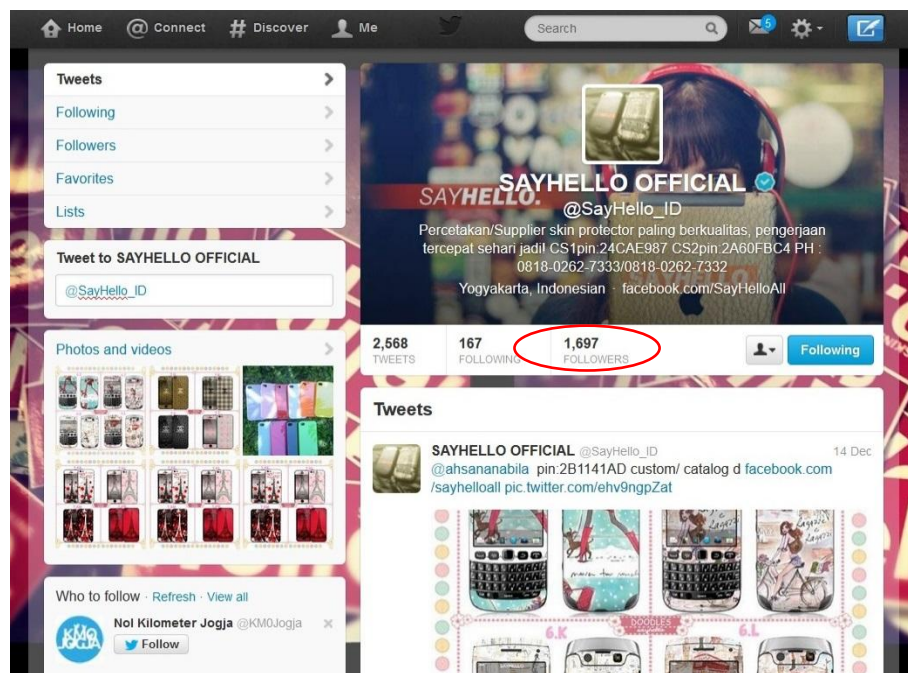 Home @ Connect # Discover Me Search 5
Tweets
Following
Followers
Favorites
Lists
Tweet to SAYHELLO OFFICIAL
@SayHello_ID
Photos and videos
Who to follow · Refresh · View all
Nol Kilometer Jogja @KM0Jogja
KM0
JOGJA
Follow
SAYHELLO.
SAYHELLO OFFICIAL
@SayHello_ID
Percetakan/Supplier skin protector paling berkualitas, pengerjaan
tercepat sehari jadi! CS1pin:24CAE987 CS2pin:2A60FBC4 PH :
0818-0262-7333/0818-0262-7332
Yogyakarta, Indonesian · facebook.com/SayHelloAll
2,568 167 1,697
TWEETS FOLLOWING FOLLOWERS
Following
Tweets
SAYHELLO OFFICIAL @SayHello_ID 14 Dec
@ahsananabila pin:2B1141AD custom/ catalog d facebook.com
/sayhelloall pic.twitter.com/ehv9ngpZat
6.K DOODLES 6.L